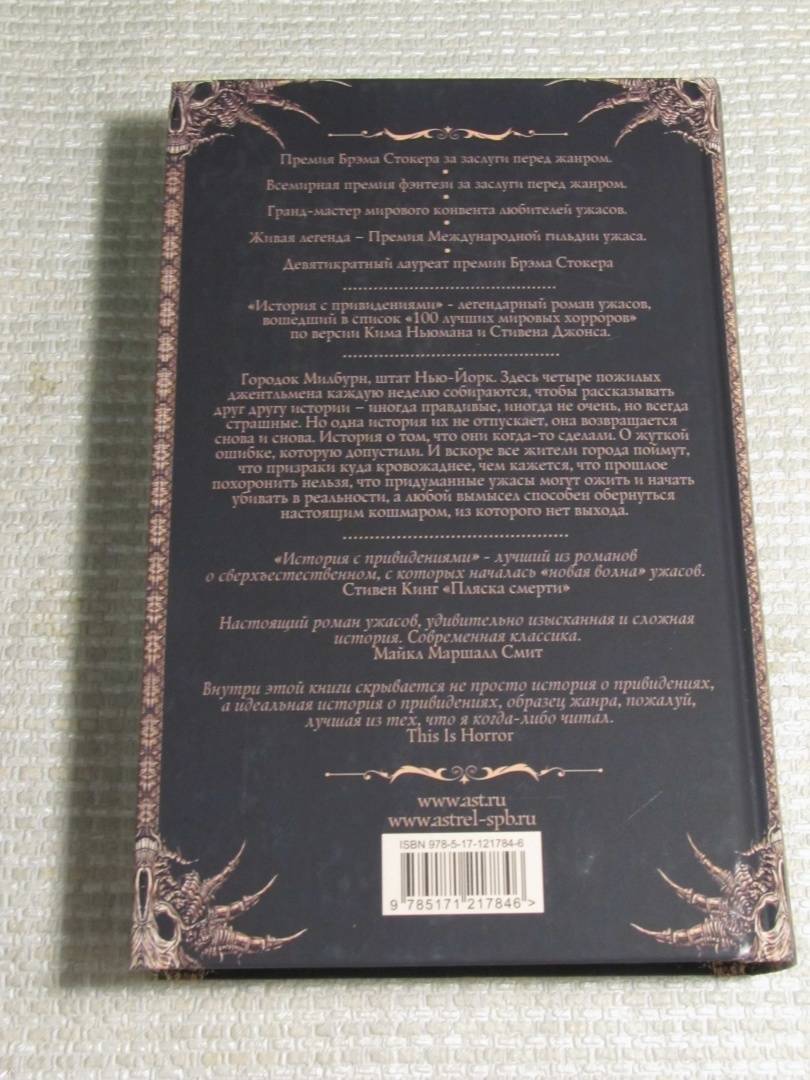 Премия Брэма Стокера за заслуги перед жанром.
Всемирная премия фэнтези за заслуги перед жанром.
Гранд-мастер мирового конвента любителей ужасов.
Живая легенда – Премия Международной гильдии ужаса.
Девятикратный лауреат премии Брэма Стокера
«История с привидениями» - легендарный роман ужасов,
вошедший в список «100 лучших мировых хорроров»
по версии Кима Ньюмана и Стивена Джонса.
Городок Милбурн, штат Нью-Йорк. Здесь четыре пожилых
джентльмена каждую неделю собираются, чтобы рассказывать
друг другу истории – иногда правдивые, иногда не очень, но всегда
страшные. Но одна история их не отпускает, она возвращается
снова и снова. История о том, что они когда-то сделали. О жуткой
ошибке, которую допустили. И вскоре все жители города поймут,
что призраки куда кровожаднее, чем кажется, что прошлое
похоронить нельзя, что придуманные ужасы могут ожить и начать
убивать в реальности, а любой вымысел способен обернуться
настоящим кошмаром, из которого нет выхода.
«История с привидениями» - лучший из романов
о сверхъестественном, с которых началась «новая волна» ужасов.
Стивен Кинг «Пляска смерти»
Настоящий роман ужасов, удивительно изысканная и сложная
история. Современная классика.
Майкл Маршалл Смит
Внутри этой книги скрывается не просто история о привидениях,
а идеальная история о привидениях, образец жанра, пожалуй,
лучшая из тех, что я когда-либо читал.
This Is Horror
www.ast.ru
www.astrel-spb.ru
ISBN 978-5-17-121784-6
9 785171 217846>